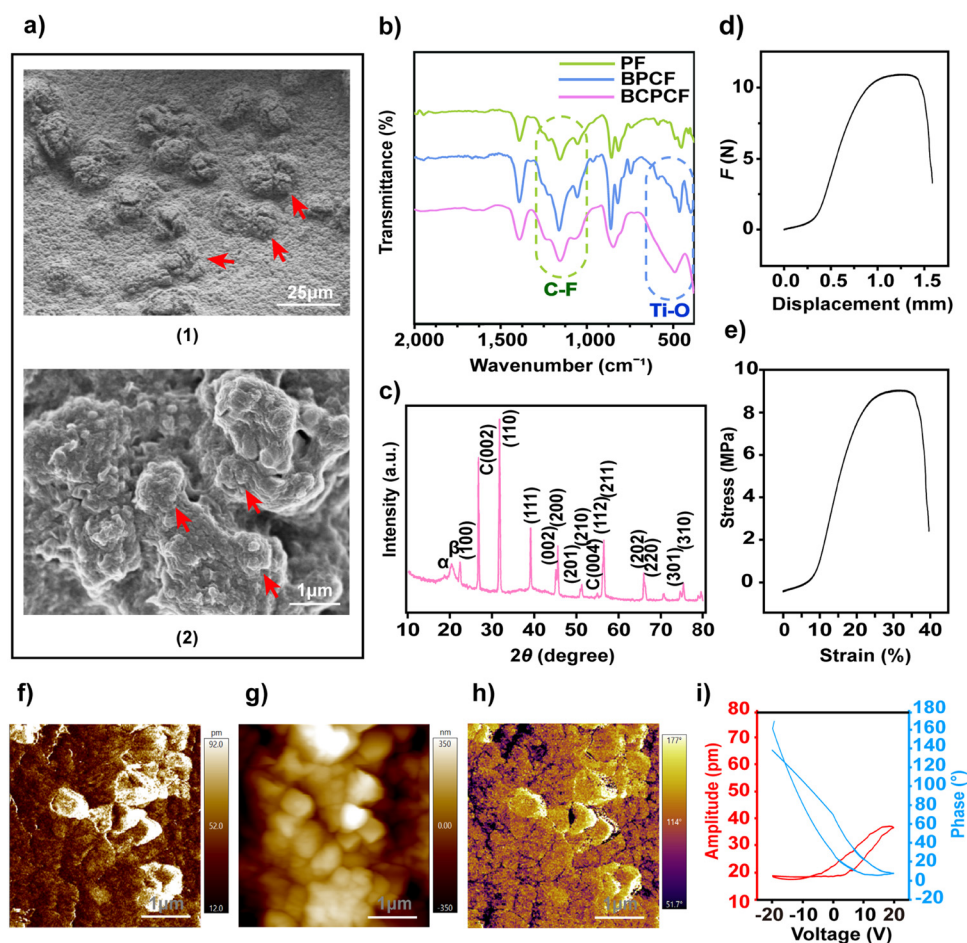 a)
25μm
(1)
1μm
(2)
b)
PF
BPCF
BCPCF
C-F
Ti-O
Transmittance (%)
2,000 1,500 1,000 500
Wavenumber (cm⁻¹)
c)
Intensity (a.u.)
α
β
(100)
C(002)
(110)
(111)
(002)
(200)
(201)
(210)
C(004)
(112)
(211)
(202)
(220)
(301)
(310)
10 20 30 40 50 60 70 80
2θ (degree)
d)
F (N)
10
5
0
0.0 0.5 1.0 1.5
Displacement (mm)
e)
Stress (MPa)
9
6
3
0
0 10 20 30 40
Strain (%)
f)
pm
92.0
52.0
12.0
1μm
g)
nm
350
0.00
-350
1μm
h)
177°
114°
51.7°
1μm
i)
Amplitude (pm)
80
70
60
50
40
30
20
10
180
160
140
120
100
80
60
40
20
0
-20
Phase (°)
-20 -10 0 10 20
Voltage (V)